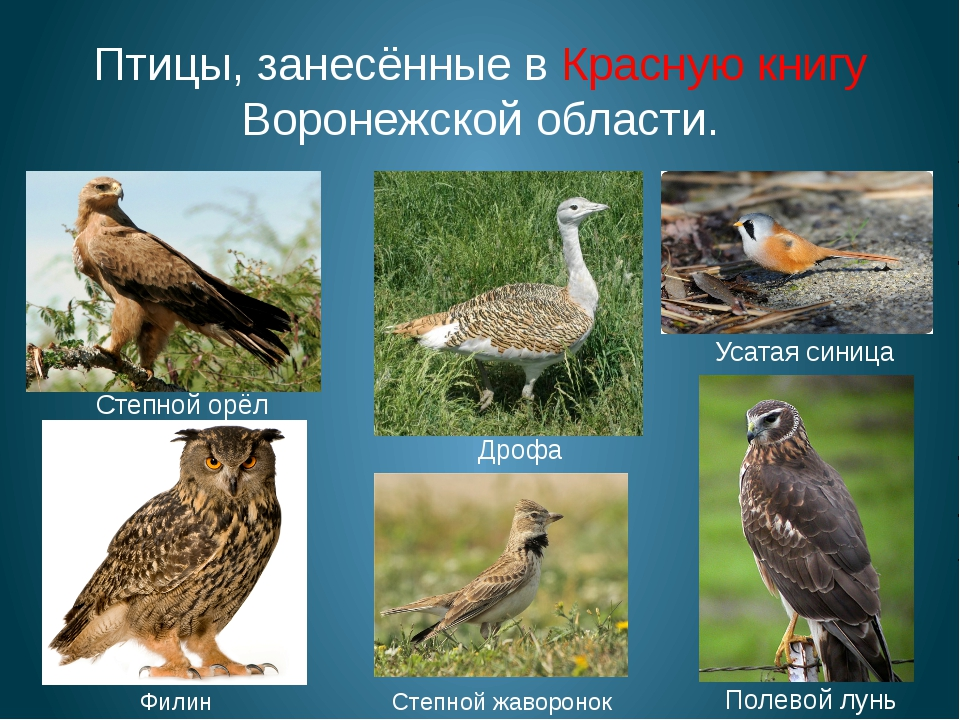 Птицы, занесённые в Красную книгу
Воронежской области.
Степной орёл
Дрофа
Усатая синица
Филин
Степной жаворонок
Полевой лунь